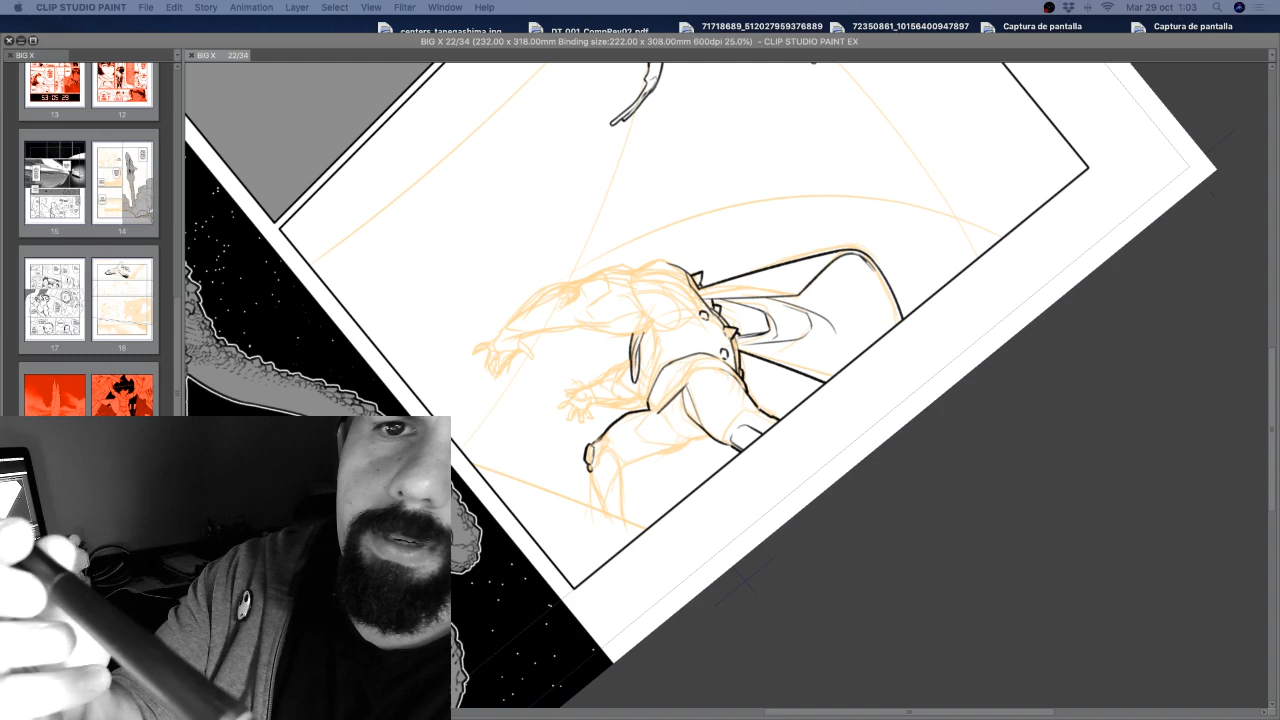 CLIP STUDIO PAINT File Edit Story Animation Layer Select View Filter Window Help Mar 29 oct 1:03
centers_tanegashima.jpg DT 001 CompRev02.pdf 71718689_512027959376889 72350861_10156400947897 Captura de pantalla Captura de pantalla
BIG X 22/34 (232.00 x 318.00mm Binding size:222.00 x 308.00mm 600dpi 25.0%) - CLIP STUDIO PAINT EX
BIG X
BIG X 22/34
13 12
15 14
17 16